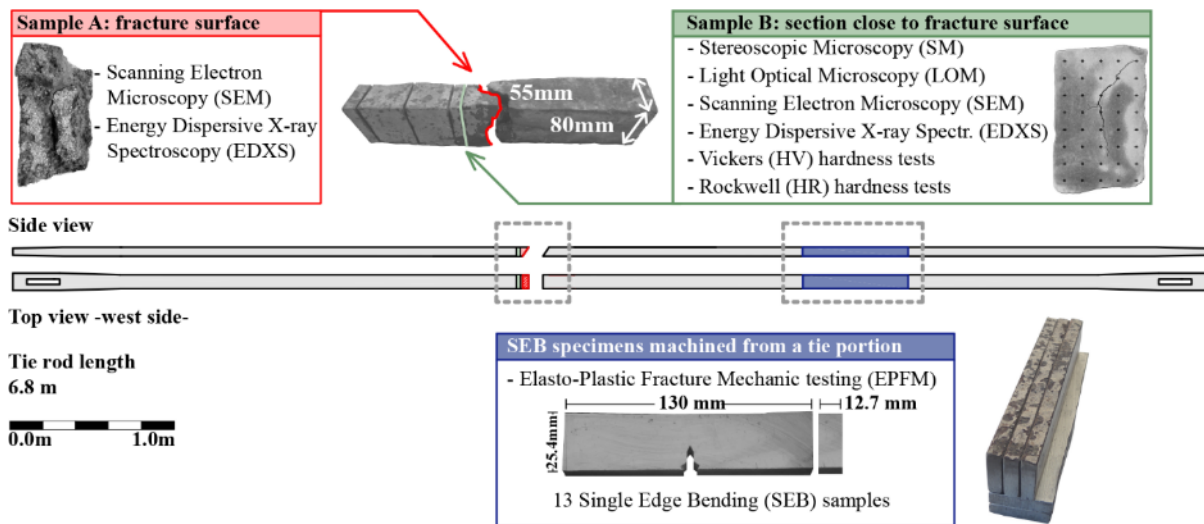 Sample A: fracture surface
- Scanning Electron
Microscopy (SEM)
- Energy Dispersive X-ray
Spectroscopy (EDXS)
55mm
80mm
Sample B: section close to fracture surface
- Stereoscopic Microscopy (SM)
- Light Optical Microscopy (LOM)
- Scanning Electron Microscopy (SEM)
- Energy Dispersive X-ray Spectr. (EDXS)
- Vickers (HV) hardness tests
- Rockwell (HR) hardness tests
Side view
Top view -west side-
Tie rod length
6.8 m
0.0m 1.0m
SEB specimens machined from a tie portion
- Elasto-Plastic Fracture Mechanic testing (EPFM)
130 mm 12.7 mm
25.4mm
13 Single Edge Bending (SEB) samples